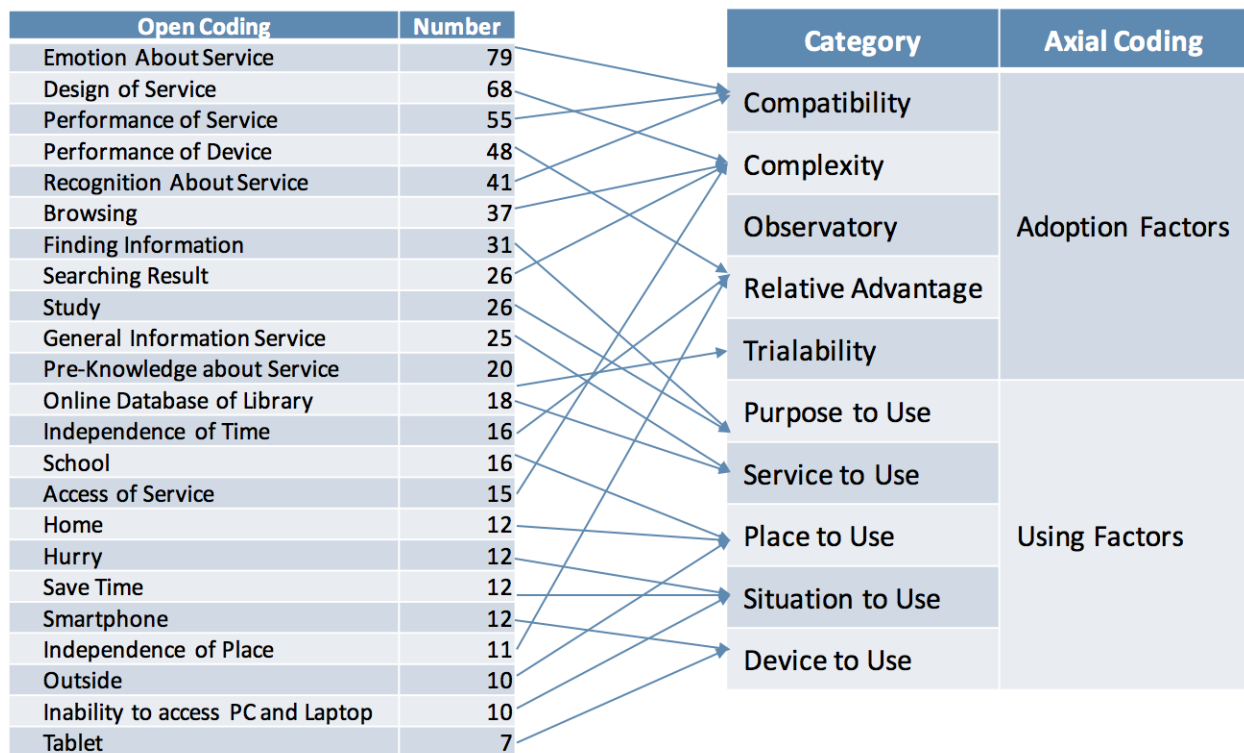 Open Coding Number
Emotion About Service 79
Design of Service 68
Performance of Service 55
Performance of Device 48
Recognition About Service 41
Browsing 37
Finding Information 31
Searching Result 26
Study 26
General Information Service 25
Pre-Knowledge about Service 20
Online Database of Library 18
Independence of Time 16
School 16
Access of Service 15
Home 12
Hurry 12
Save Time 12
Smartphone 12
Independence of Place 11
Outside 10
Inability to access PC and Laptop 10
Tablet 7
Category Axial Coding
Compatibility
Complexity
Observatory Adoption Factors
Relative Advantage
Trialability
Purpose to Use
Service to Use
Place to Use Using Factors
Situation to Use
Device to Use